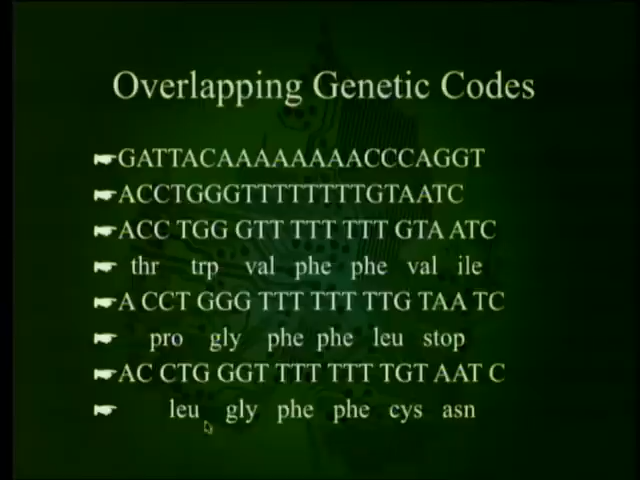 Overlapping Genetic Codes
GATTACAAAAAAAACCCAGGT
ACCTGGGTTTTTTTTGTAATC
ACC TGG GTT TTT TTT GTA ATC
thr trp val phe phe val ile
A CCT GGG TTT TTT TTG TAA TC
pro gly phe phe leu stop
AC CTG GGT TTT TTT TGT AAT C
leu gly phe phe cys asn